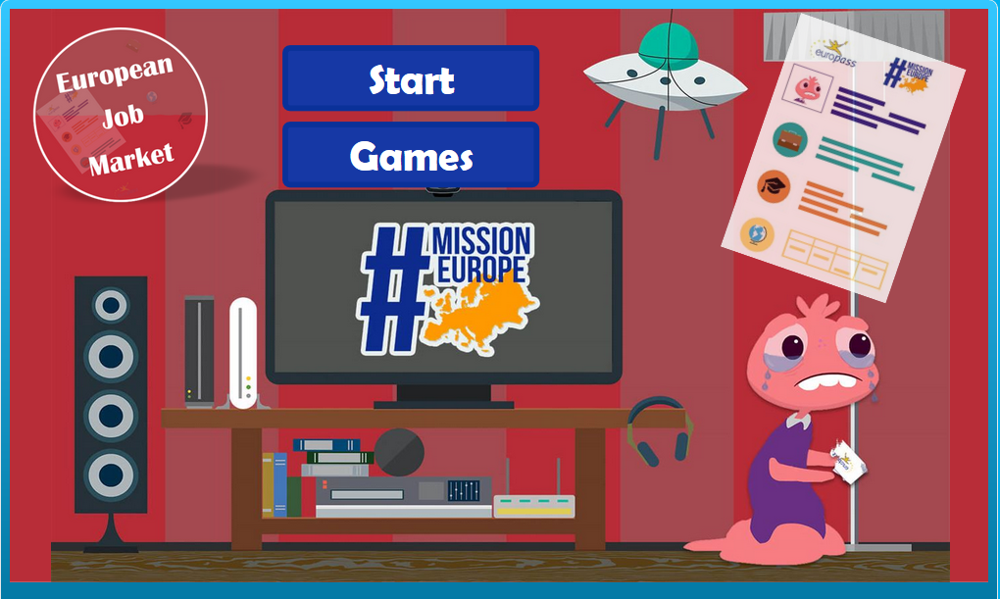 European
Job
Market
Start
Games
#MISSION
EUROPE
europass
#MISSION
EUROPE